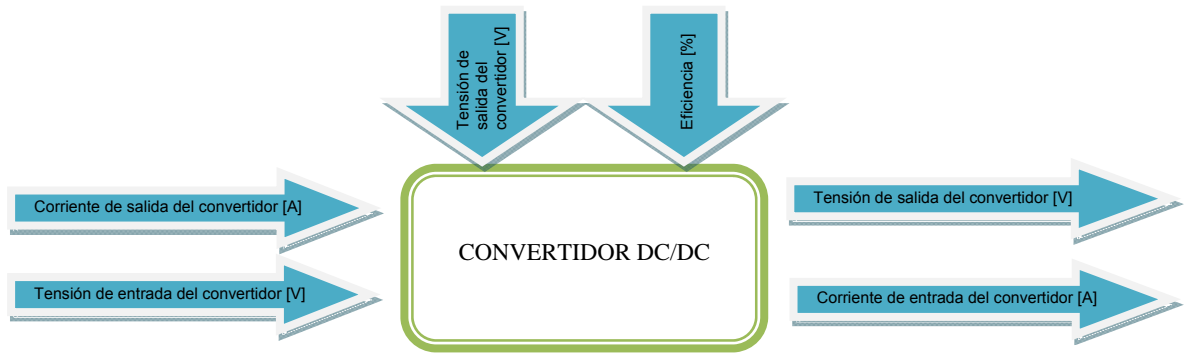 Tensión de
salida del
convertidor [V]
Eficiencia [%]
Corriente de salida del convertidor [A]
Tensión de salida del convertidor [V]
CONVERTIDOR DC/DC
Tensión de entrada del convertidor [V]
Corriente de entrada del convertidor [A]